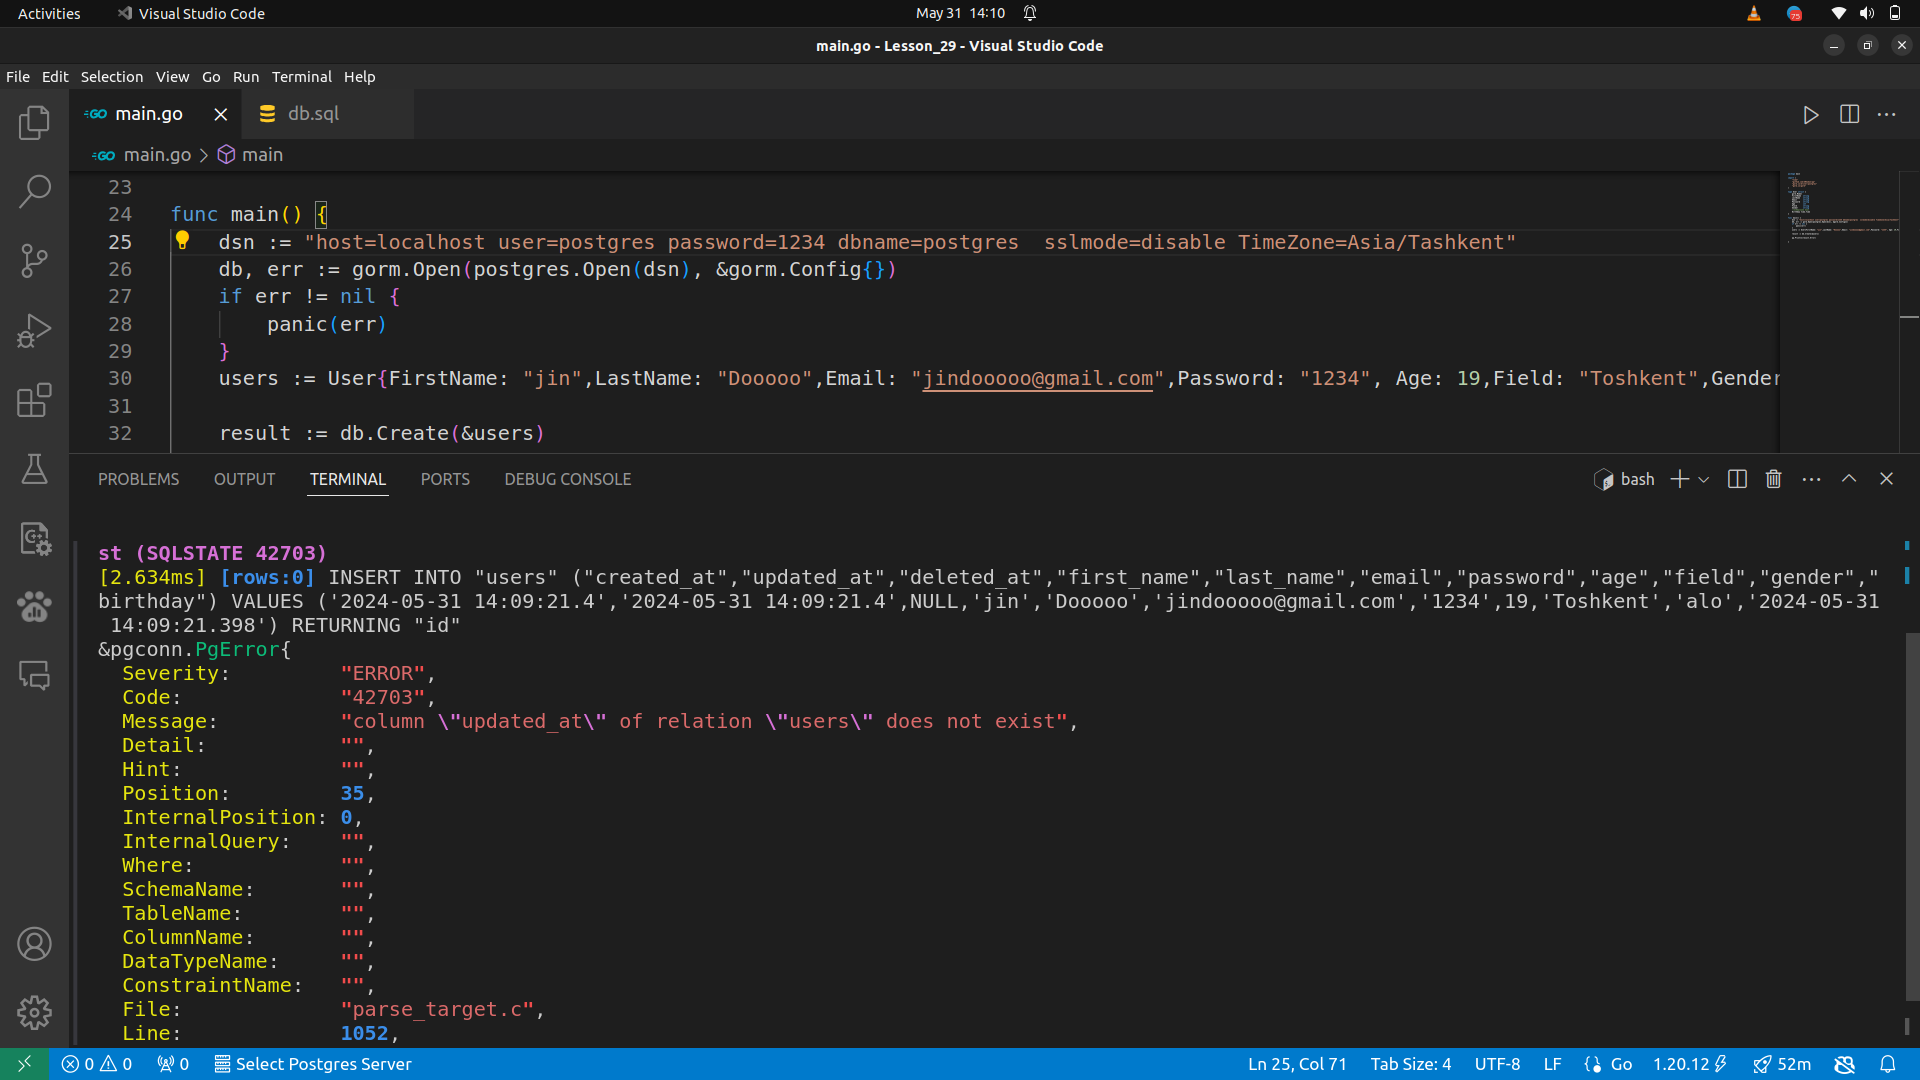 Activities Visual Studio Code May 31 14:10 75
main.go - Lesson_29 - Visual Studio Code
File Edit Selection View Go Run Terminal Help
GO main.go db.sql
GO main.go > main
23
24 func main() {
25 dsn := "host=localhost user=postgres password=1234 dbname=postgres  sslmode=disable TimeZone=Asia/Tashkent"
26 db, err := gorm.Open(postgres.Open(dsn), &gorm.Config{})
27 if err != nil {
28 panic(err)
29 }
30 users := User{FirstName: "jin",LastName: "Dooooo",Email: "jindooooo@gmail.com",Password: "1234", Age: 19,Field: "Toshkent",Gender
31
32 result := db.Create(&users)
PROBLEMS OUTPUT TERMINAL PORTS DEBUG CONSOLE bash
st (SQLSTATE 42703)
[2.634ms] [rows:0] INSERT INTO "users" ("created_at","updated_at","deleted_at","first_name","last_name","email","password","age","field","gender","
birthday") VALUES ('2024-05-31 14:09:21.4','2024-05-31 14:09:21.4',NULL,'jin','Dooooo','jindooooo@gmail.com','1234',19,'Toshkent','alo','2024-05-31
14:09:21.398') RETURNING "id"
&pgconn.PgError{
Severity: "ERROR",
Code: "42703",
Message: "column \"updated_at\" of relation \"users\" does not exist",
Detail: "",
Hint: "",
Position: 35,
InternalPosition: 0,
InternalQuery: "",
Where: "",
SchemaName: "",
TableName: "",
ColumnName: "",
DataTypeName: "",
ConstraintName: "",
File: "parse_target.c",
Line: 1052,
0 0 0 Select Postgres Server Ln 25, Col 71 Tab Size: 4 UTF-8 LF Go 1.20.12 52m